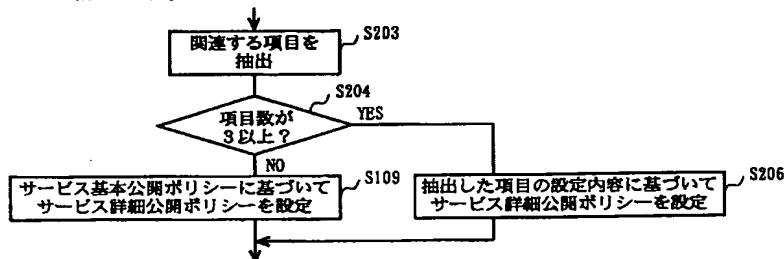 関連する項目を
抽出
S203
項目数が
3以上？
S204
YES
NO
サービス基本公開ポリシーに基づいて
サービス詳細公開ポリシーを設定
S109
抽出した項目の設定内容に基づいて
サービス詳細公開ポリシーを設定
S206